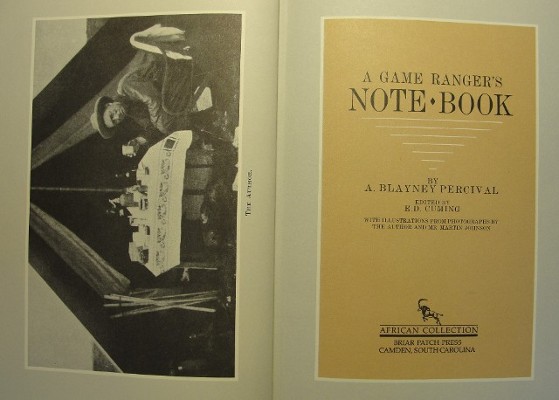 THE AUTHOR.
A GAME RANGER'S
NOTE·BOOK
BY
A. BLAYNEY PERCIVAL
EDITED BY
E.D. CUMING
WITH ILLUSTRATIONS FROM PHOTOGRAPHS BY
THE AUTHOR AND MR MARTIN JOHNSON
AFRICAN COLLECTION
BRIAR PATCH PRESS
CAMDEN, SOUTH CAROLINA